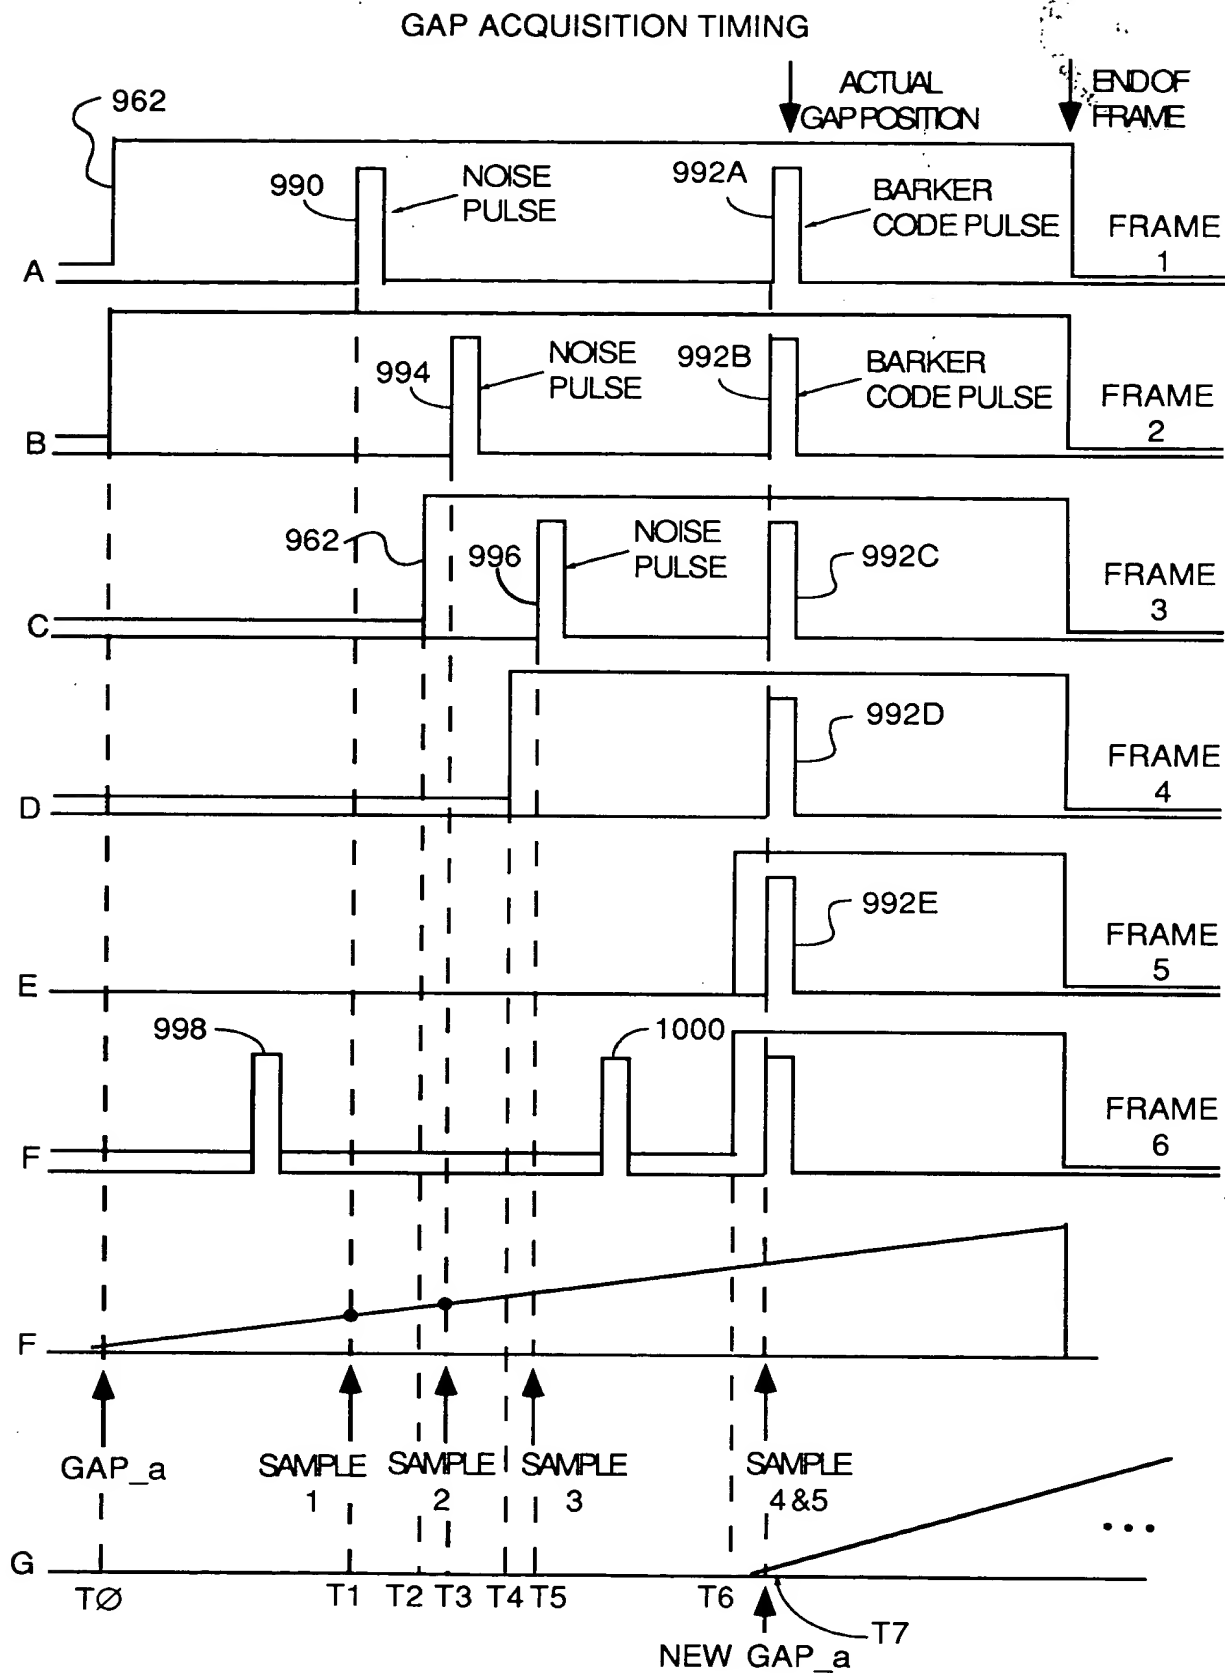 GAP ACQUISITION TIMING
ACTUAL
GAP POSITION
END OF
FRAME
962
990
NOISE
PULSE
992A
BARKER
CODE PULSE
FRAME
1
A
994
NOISE
PULSE
992B
BARKER
CODE PULSE
FRAME
2
B
962
996
NOISE
PULSE
992C
FRAME
3
C
992D
FRAME
4
D
992E
FRAME
5
E
998
1000
FRAME
6
F
F
GAP_a
SAMPLE
1
SAMPLE
2
SAMPLE
3
SAMPLE
4&5
...
G
TØ
T1
T2
T3
T4
T5
T6
T7
NEW GAP_a